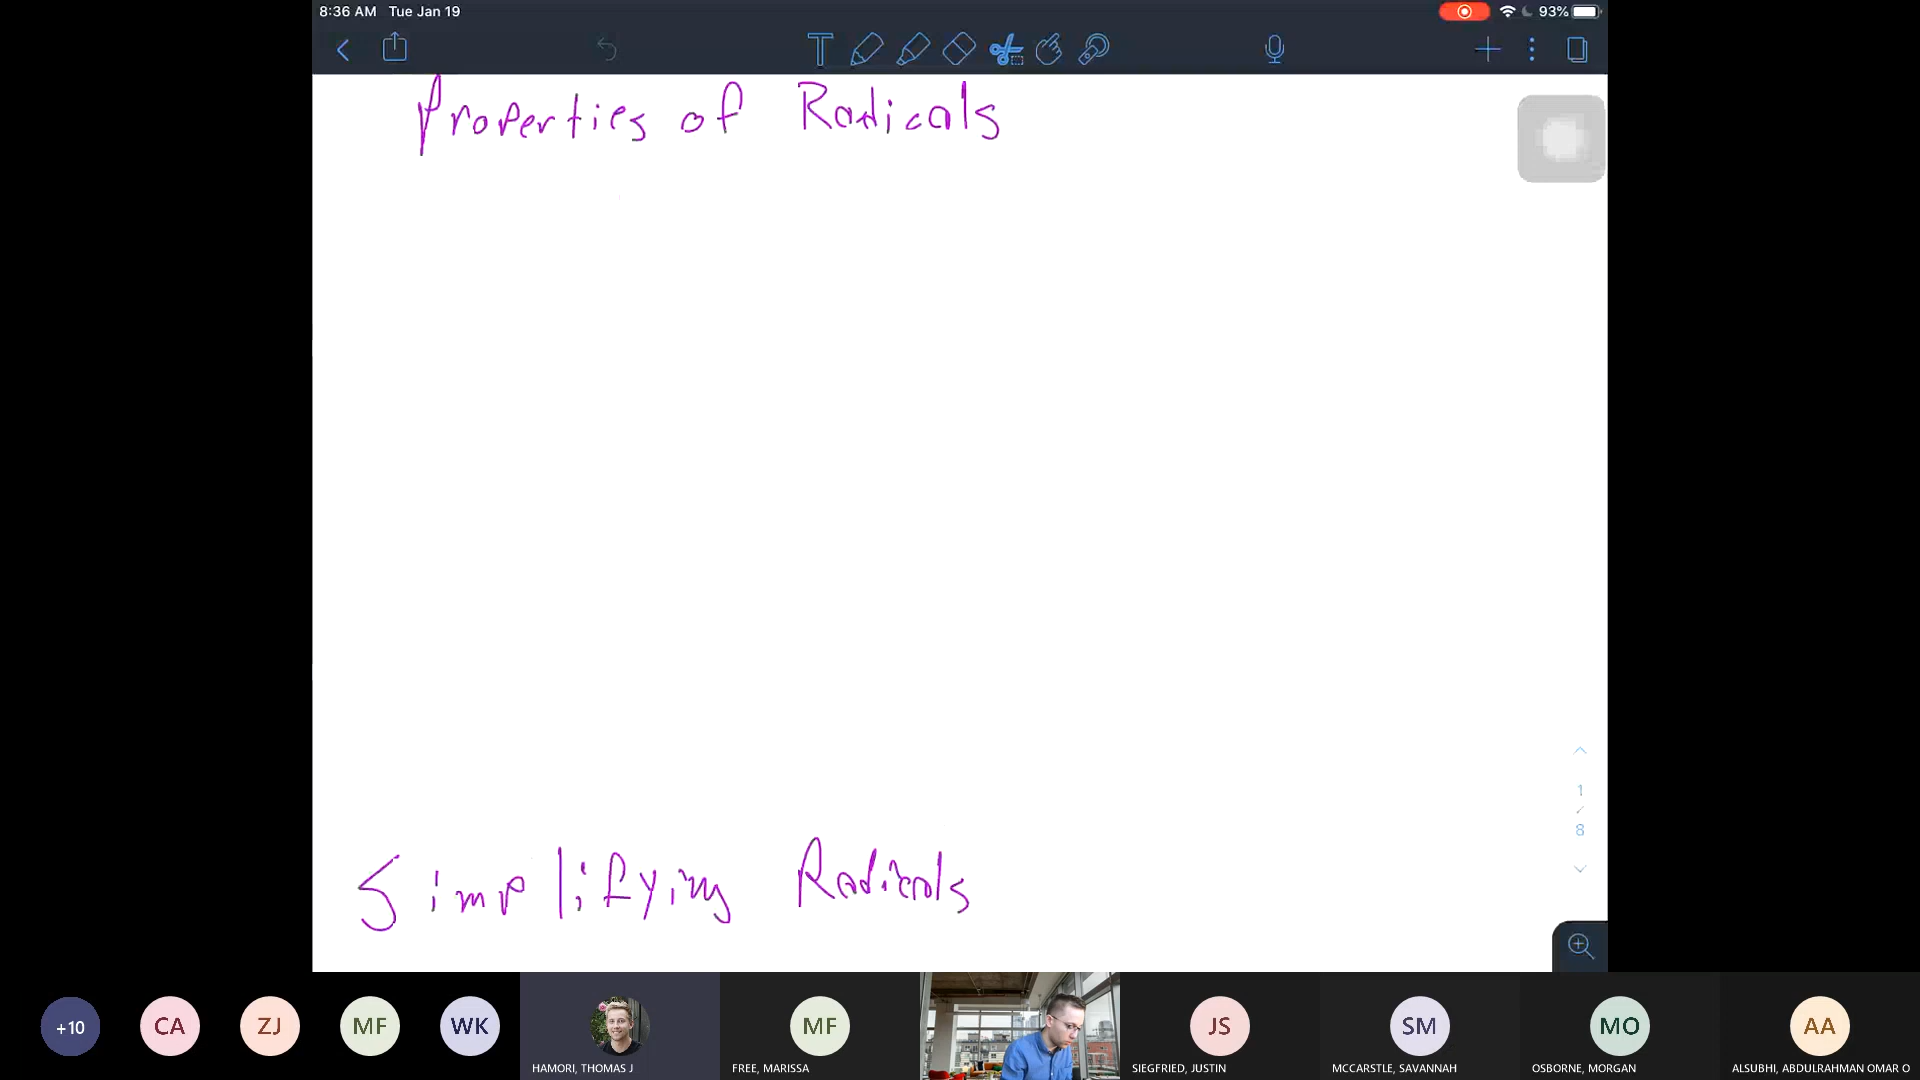 8:36 AM Tue Jan 19
93%
Properties of Radicals
1
8
Simplifying Radicals
+10
CA
ZJ
MF
WK
HAMORI, THOMAS J
MF
FREE, MARISSA
JS
SIEGFRIED, JUSTIN
SM
MCCARSTLE, SAVANNAH
MO
OSBORNE, MORGAN
AA
ALSUBHI, ABDULRAHMAN OMAR O